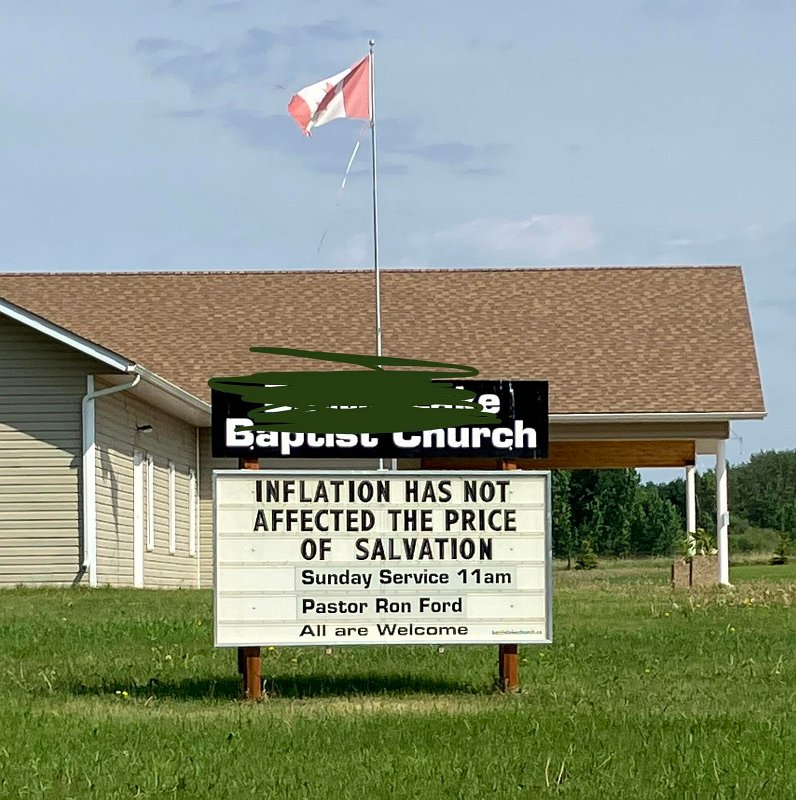 Baptist Church
INFLATION HAS NOT
AFFECTED THE PRICE
OF SALVATION
Sunday Service 11am
Pastor Ron Ford
All are Welcome